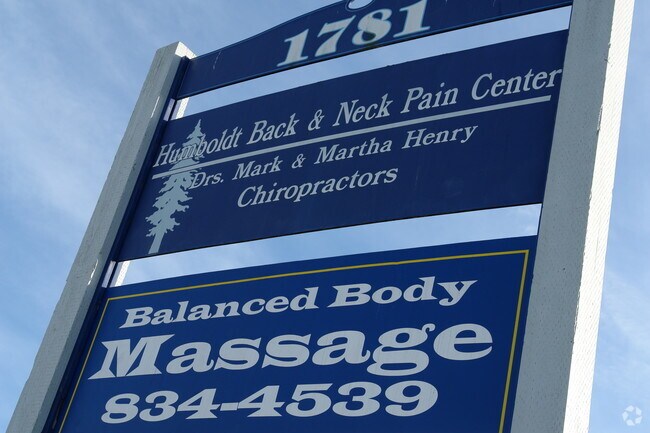 1781
Humboldt Back & Neck Pain Center
Drs. Mark & Martha Henry
Chiropractors
Balanced Body
Massage
834-4539